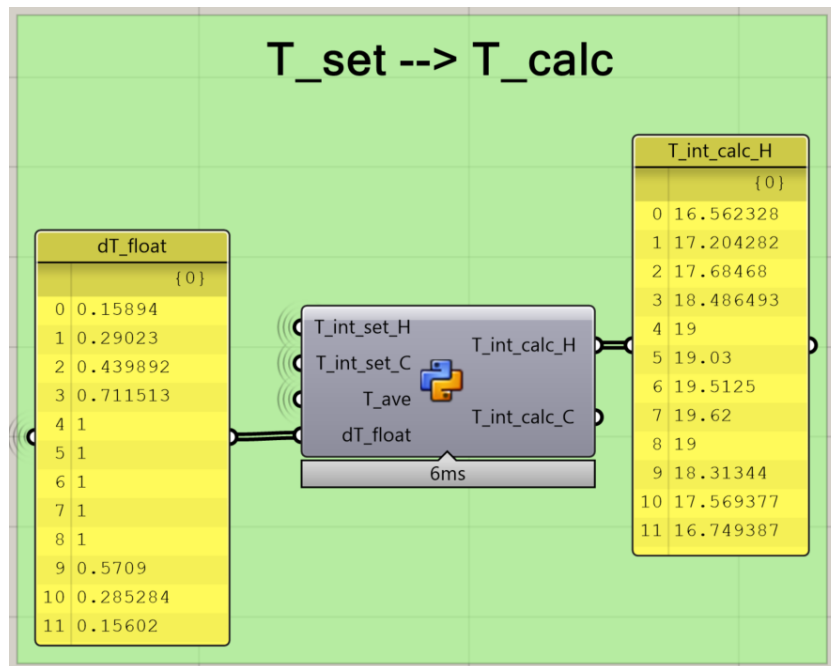 T_set --> T_calc
dT_float
{0}
0 0.15894
1 0.29023
2 0.439892
3 0.711513
4 1
5 1
6 1
7 1
8 1
9 0.5709
10 0.285284
11 0.15602
T_int_set_H
T_int_set_C
T_ave
dT_float
T_int_calc_H
T_int_calc_C
6ms
T_int_calc_H
{0}
0 16.562328
1 17.204282
2 17.68468
3 18.486493
4 19
5 19.03
6 19.5125
7 19.62
8 19
9 18.31344
10 17.569377
11 16.749387